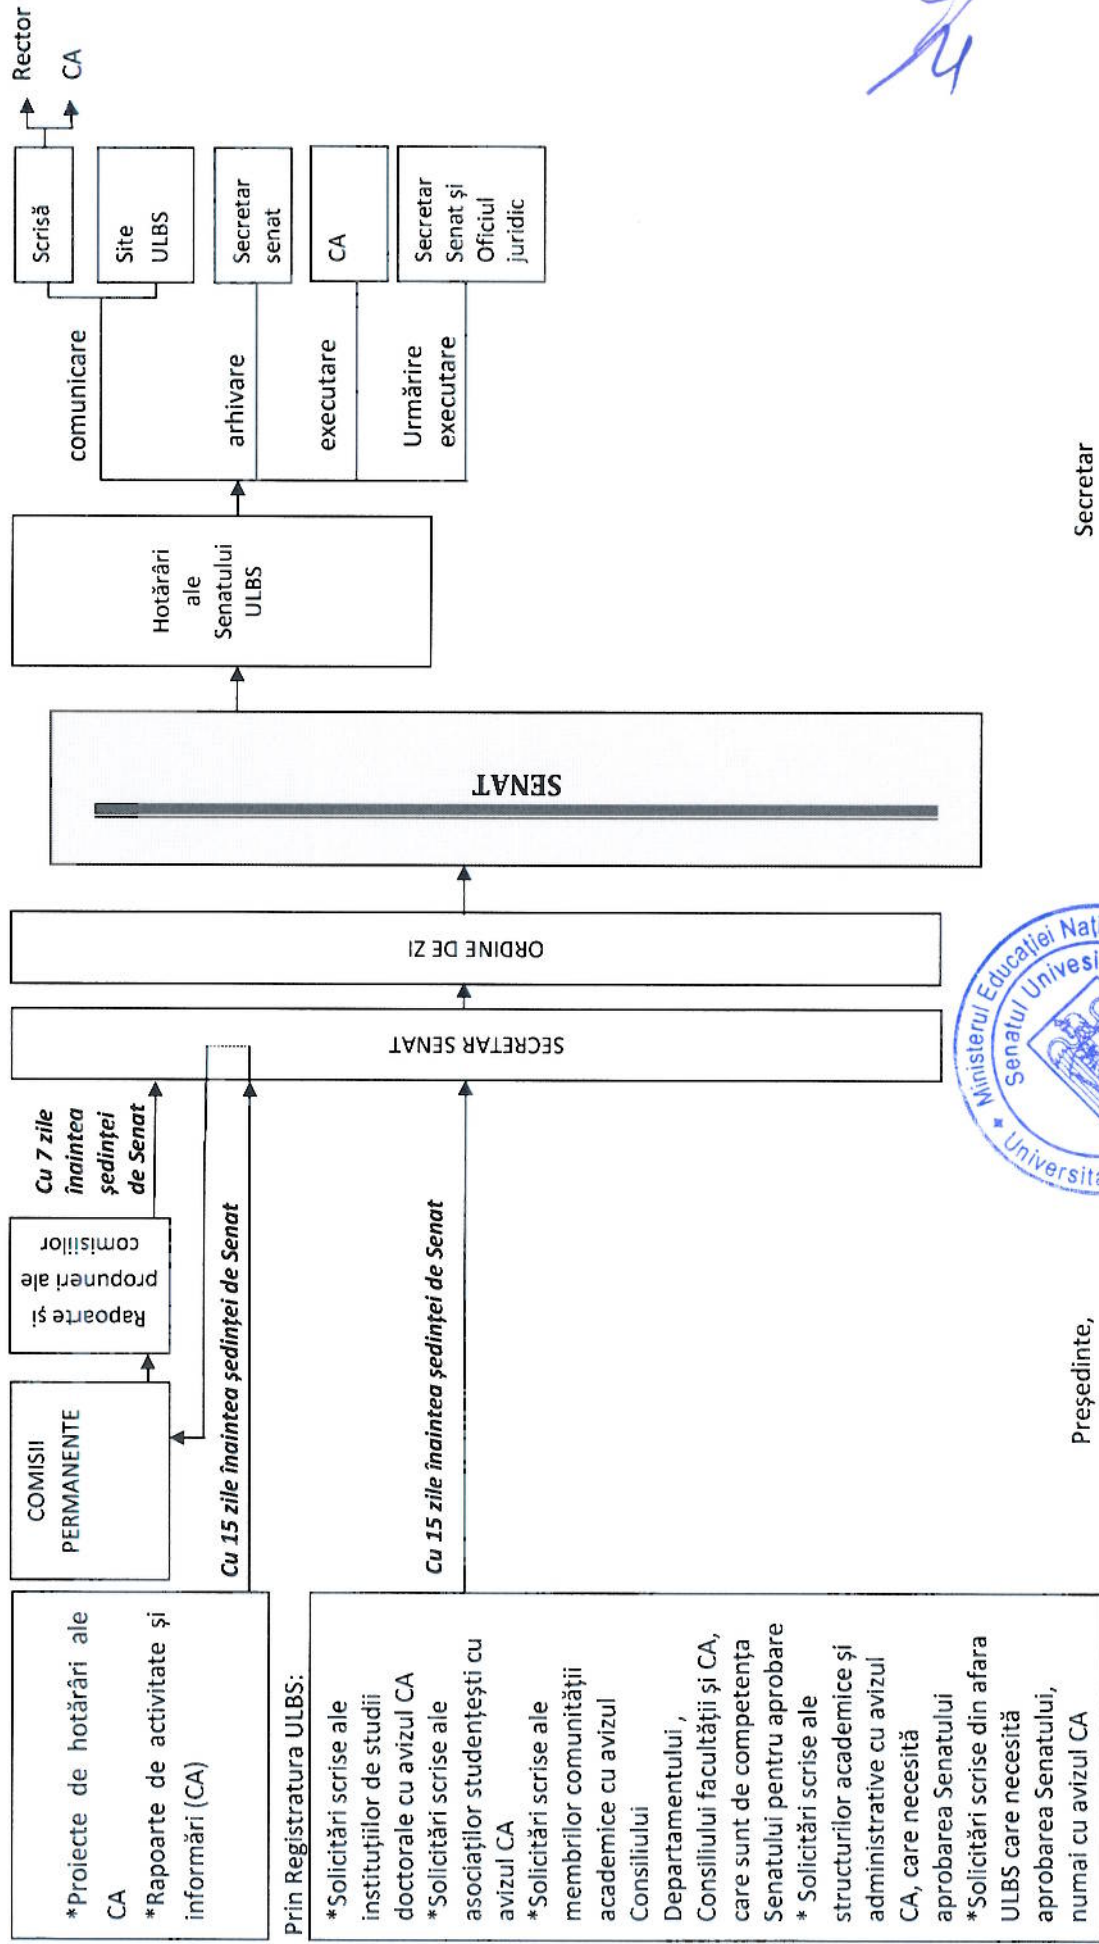 *Proiecte de hotărâri ale
CA
*Rapoarte de activitate și
informări (CA)
Prin Registratura ULBS:
*Solicitări scrise ale
instituțiilor de studii
doctorale cu avizul CA
*Solicitări scrise ale
asociaților studențești cu
avizul CA
*Solicitări scrise ale
membrilor comunității
academice cu avizul
Consiliului
Departamentului ,
Consiliului facultății și CA,
care sunt de competența
Senatului pentru aprobare
* Solicitări scrise ale
structurilor academice și
administrative cu avizul
CA, care necesită
aprobarea Senatului
*Solicitări scrise din afara
ULBS care necesită
aprobarea Senatului,
numai cu avizul CA
COMISII
PERMANENTE
Rapoarte și
propuneri ale
comisiilor
Cu 7 zile
înaintea
ședinței
de Senat
Cu 15 zile înaintea ședinței de Senat
Cu 15 zile înaintea ședinței de Senat
SECRETAR SENAT
ORDINE DE ZI
SENAT
Hotărâri
ale
Senatului
ULBS
comunicare
arhivare
executare
Urmărire
executare
Scrisă
Site
ULBS
Secretar
senat
CA
Secretar
Senat și
Oficiul
juridic
Rector
CA
Președinte,
Secretar
Ministerul Educației Naț
Senatul Univesi
Universita